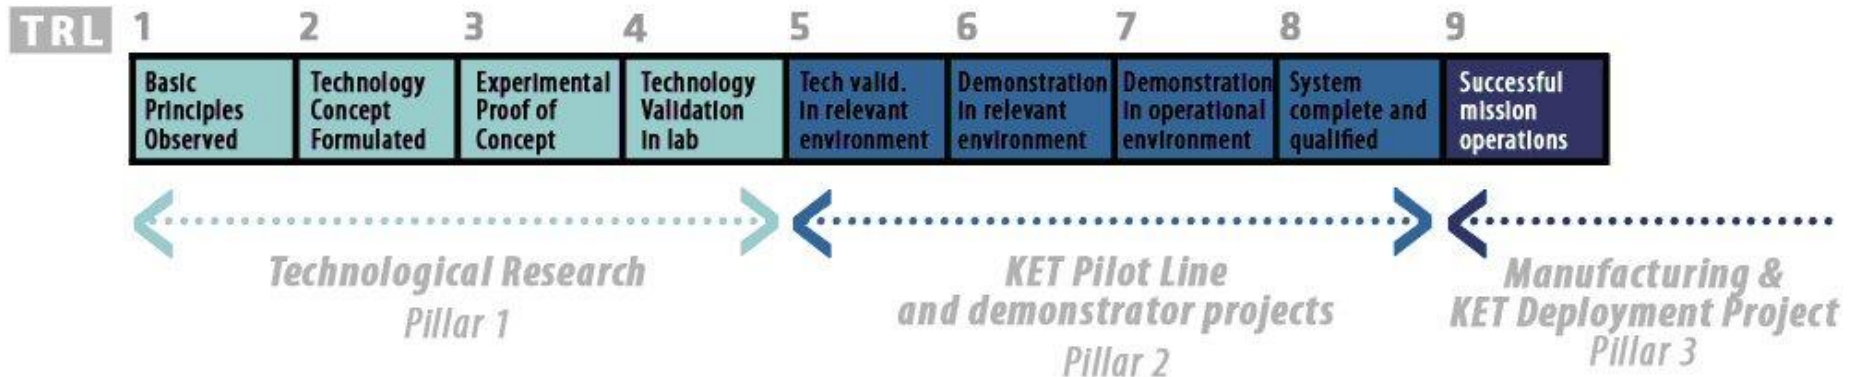 TRL 1 2 3 4 5 6 7 8 9
Basic
Principles
Observed
Technology
Concept
Formulated
Experimental
Proof of
Concept
Technology
Validation
in lab
Tech valid.
in relevant
environment
Demonstration
in relevant
environment
Demonstration
in operational
environment
System
complete and
qualified
Successful
mission
operations
Technological Research
Pillar 1
KET Pilot Line
and demonstrator projects
Pillar 2
Manufacturing &
KET Deployment Project
Pillar 3